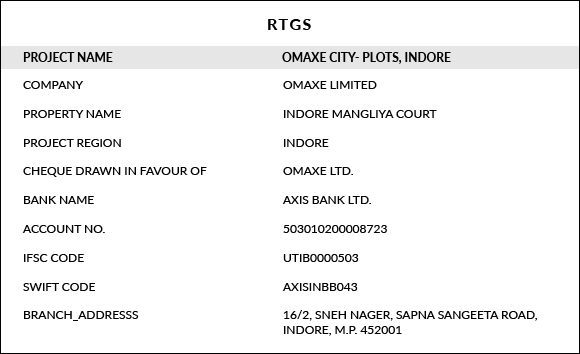 RTGS
PROJECT NAME OMAXE CITY- PLOTS, INDORE
COMPANY OMAXE LIMITED
PROPERTY NAME INDORE MANGLIYA COURT
PROJECT REGION INDORE
CHEQUE DRAWN IN FAVOUR OF OMAXE LTD.
BANK NAME AXIS BANK LTD.
ACCOUNT NO. 503010200008723
IFSC CODE UTIB0000503
SWIFT CODE AXISINBB043
BRANCH_ADDRESSS 16/2, SNEH NAGER, SAPNA SANGEETA ROAD,
INDORE, M.P. 452001